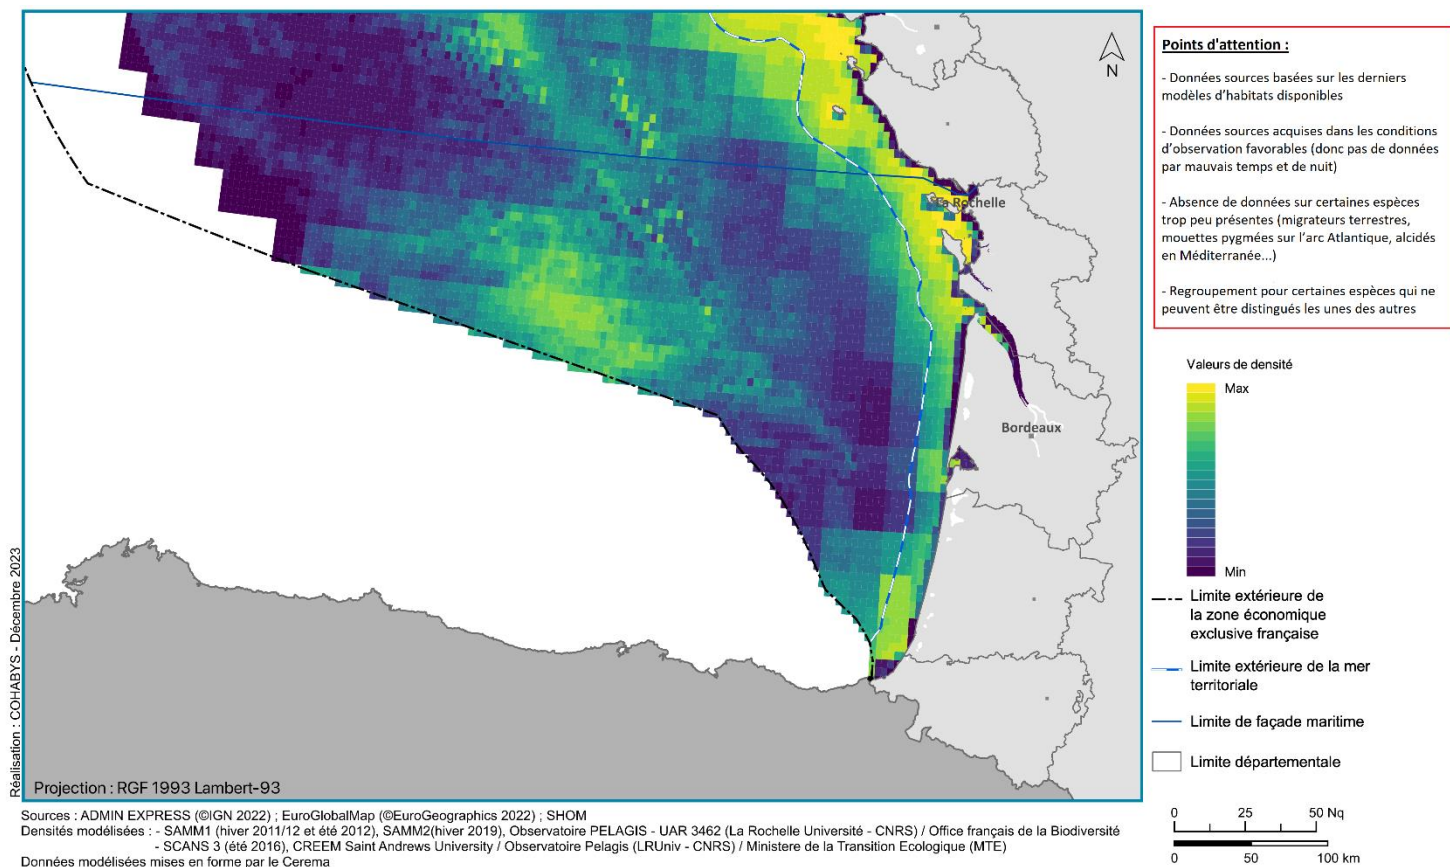 N
La Rochelle
Bordeaux
Réalisation : COHABYS - Décembre 2023
Projection : RGF 1993 Lambert-93
Points d'attention :
- Données sources basées sur les derniers
modèles d'habitats disponibles
- Données sources acquises dans les conditions
d'observation favorables (donc pas de données
par mauvais temps et de nuit)
- Absence de données sur certaines espèces
trop peu présentes (migrateurs terrestres,
mouettes pygmées sur l'arc Atlantique, alcidés
en Méditerranée...)
- Regroupement pour certaines espèces qui ne
peuvent être distingués les unes des autres
Valeurs de densité
Max
Min
Limite extérieure de
la zone économique
exclusive française
Limite extérieure de la mer
territoriale
Limite de façade maritime
Limite départementale
0 25 50 Nq
0 50 100 km
Sources : ADMIN EXPRESS (©IGN 2022) ; EuroGlobalMap (©EuroGeographics 2022) ; SHOM
Densités modélisées : - SAMM1 (hiver 2011/12 et été 2012), SAMM2(hiver 2019), Observatoire PELAGIS - UAR 3462 (La Rochelle Université - CNRS) / Office français de la Biodiversité
- SCANS 3 (été 2016), CREEM Saint Andrews University / Observatoire Pelagis (LRUniv - CNRS) / Ministere de la Transition Ecologique (MTE)
Données modélisées mises en forme par le Cerema